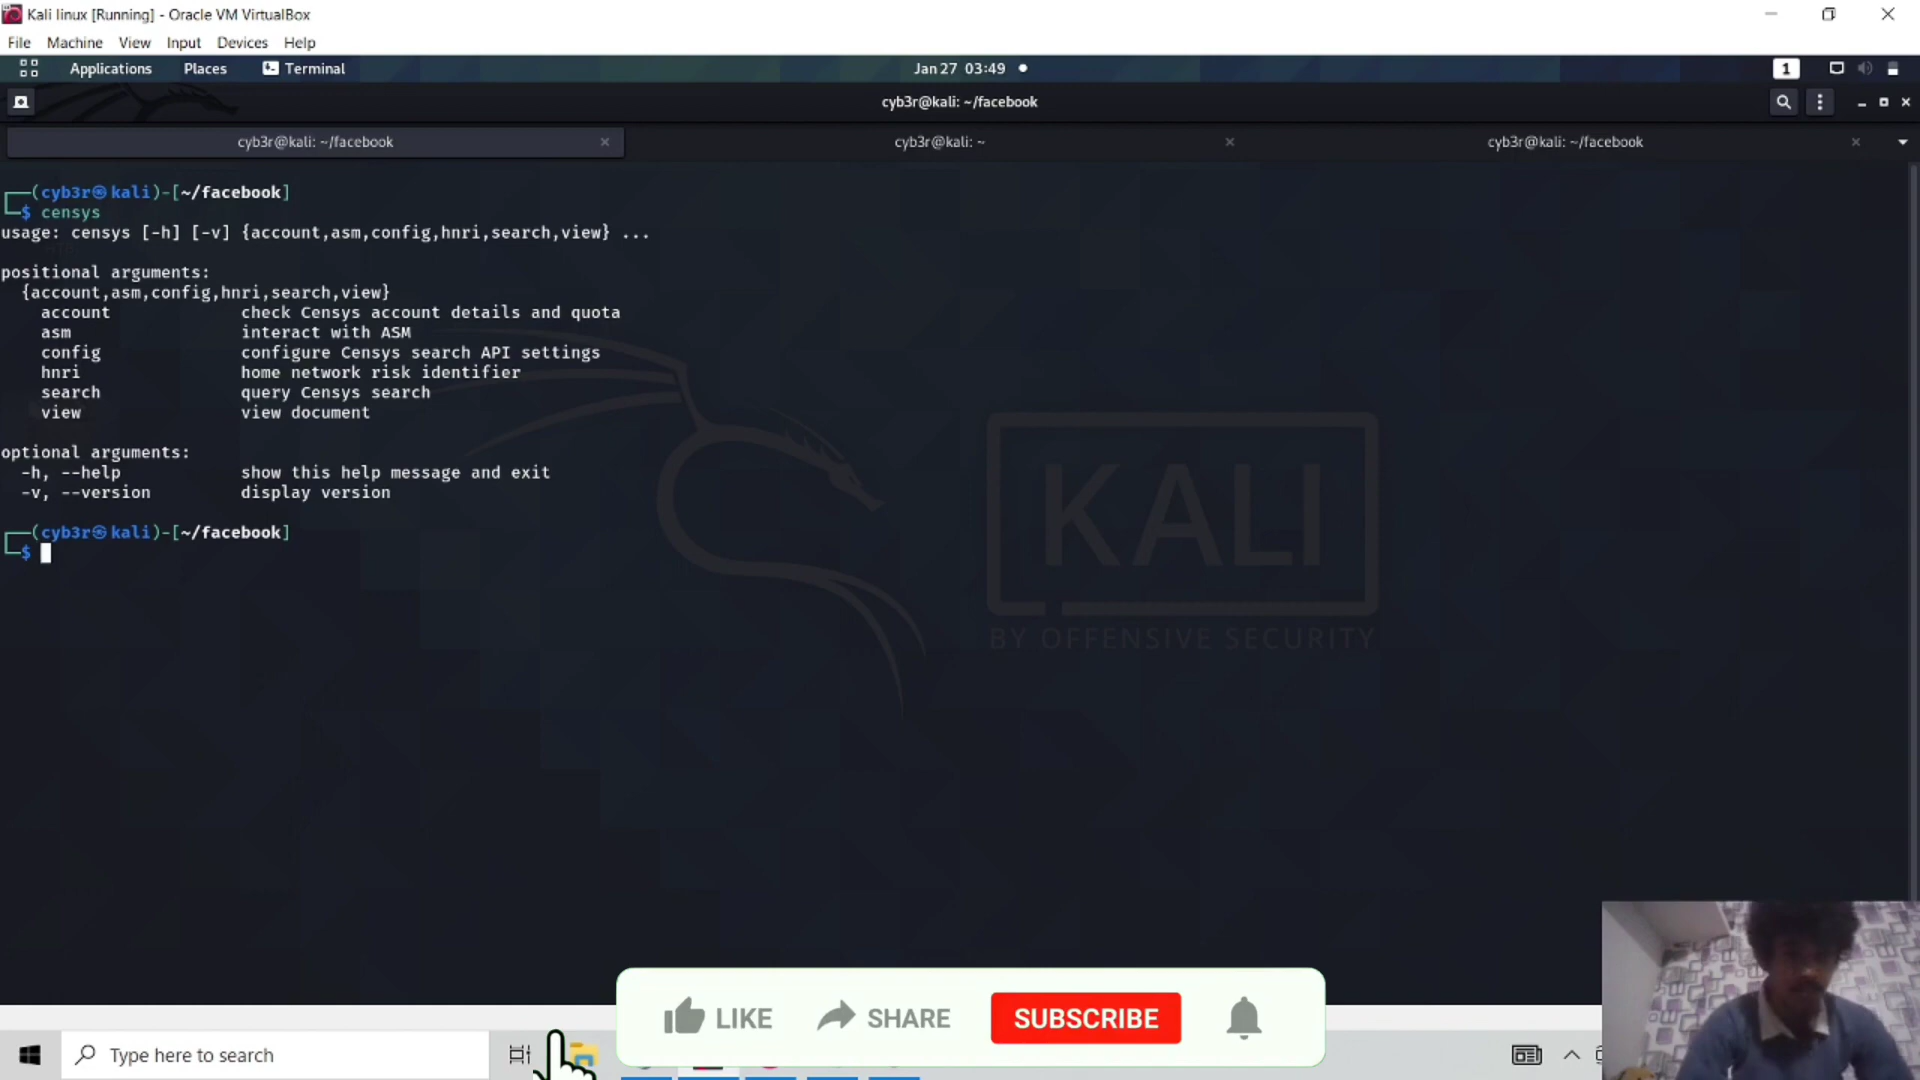 Kali linux [Running] - Oracle VM VirtualBox
File Machine View Input Devices Help
Applications Places Terminal Jan 27 03:49 1
cyb3r@kali: ~/facebook
cyb3r@kali: ~/facebook cyb3r@kali: ~ cyb3r@kali: ~/facebook
┌──(cyb3r㉿kali)-[~/facebook]
└─$ censys
usage: censys [-h] [-v] {account,asm,config,hnri,search,view} ...
positional arguments:
{account,asm,config,hnri,search,view}
account check Censys account details and quota
asm interact with ASM
config configure Censys search API settings
hnri home network risk identifier
search query Censys search
view view document
optional arguments:
-h, --help show this help message and exit
-v, --version display version
┌──(cyb3r㉿kali)-[~/facebook]
└─$
KALI
BY OFFENSIVE SECURITY
LIKE SHARE SUBSCRIBE
Type here to search